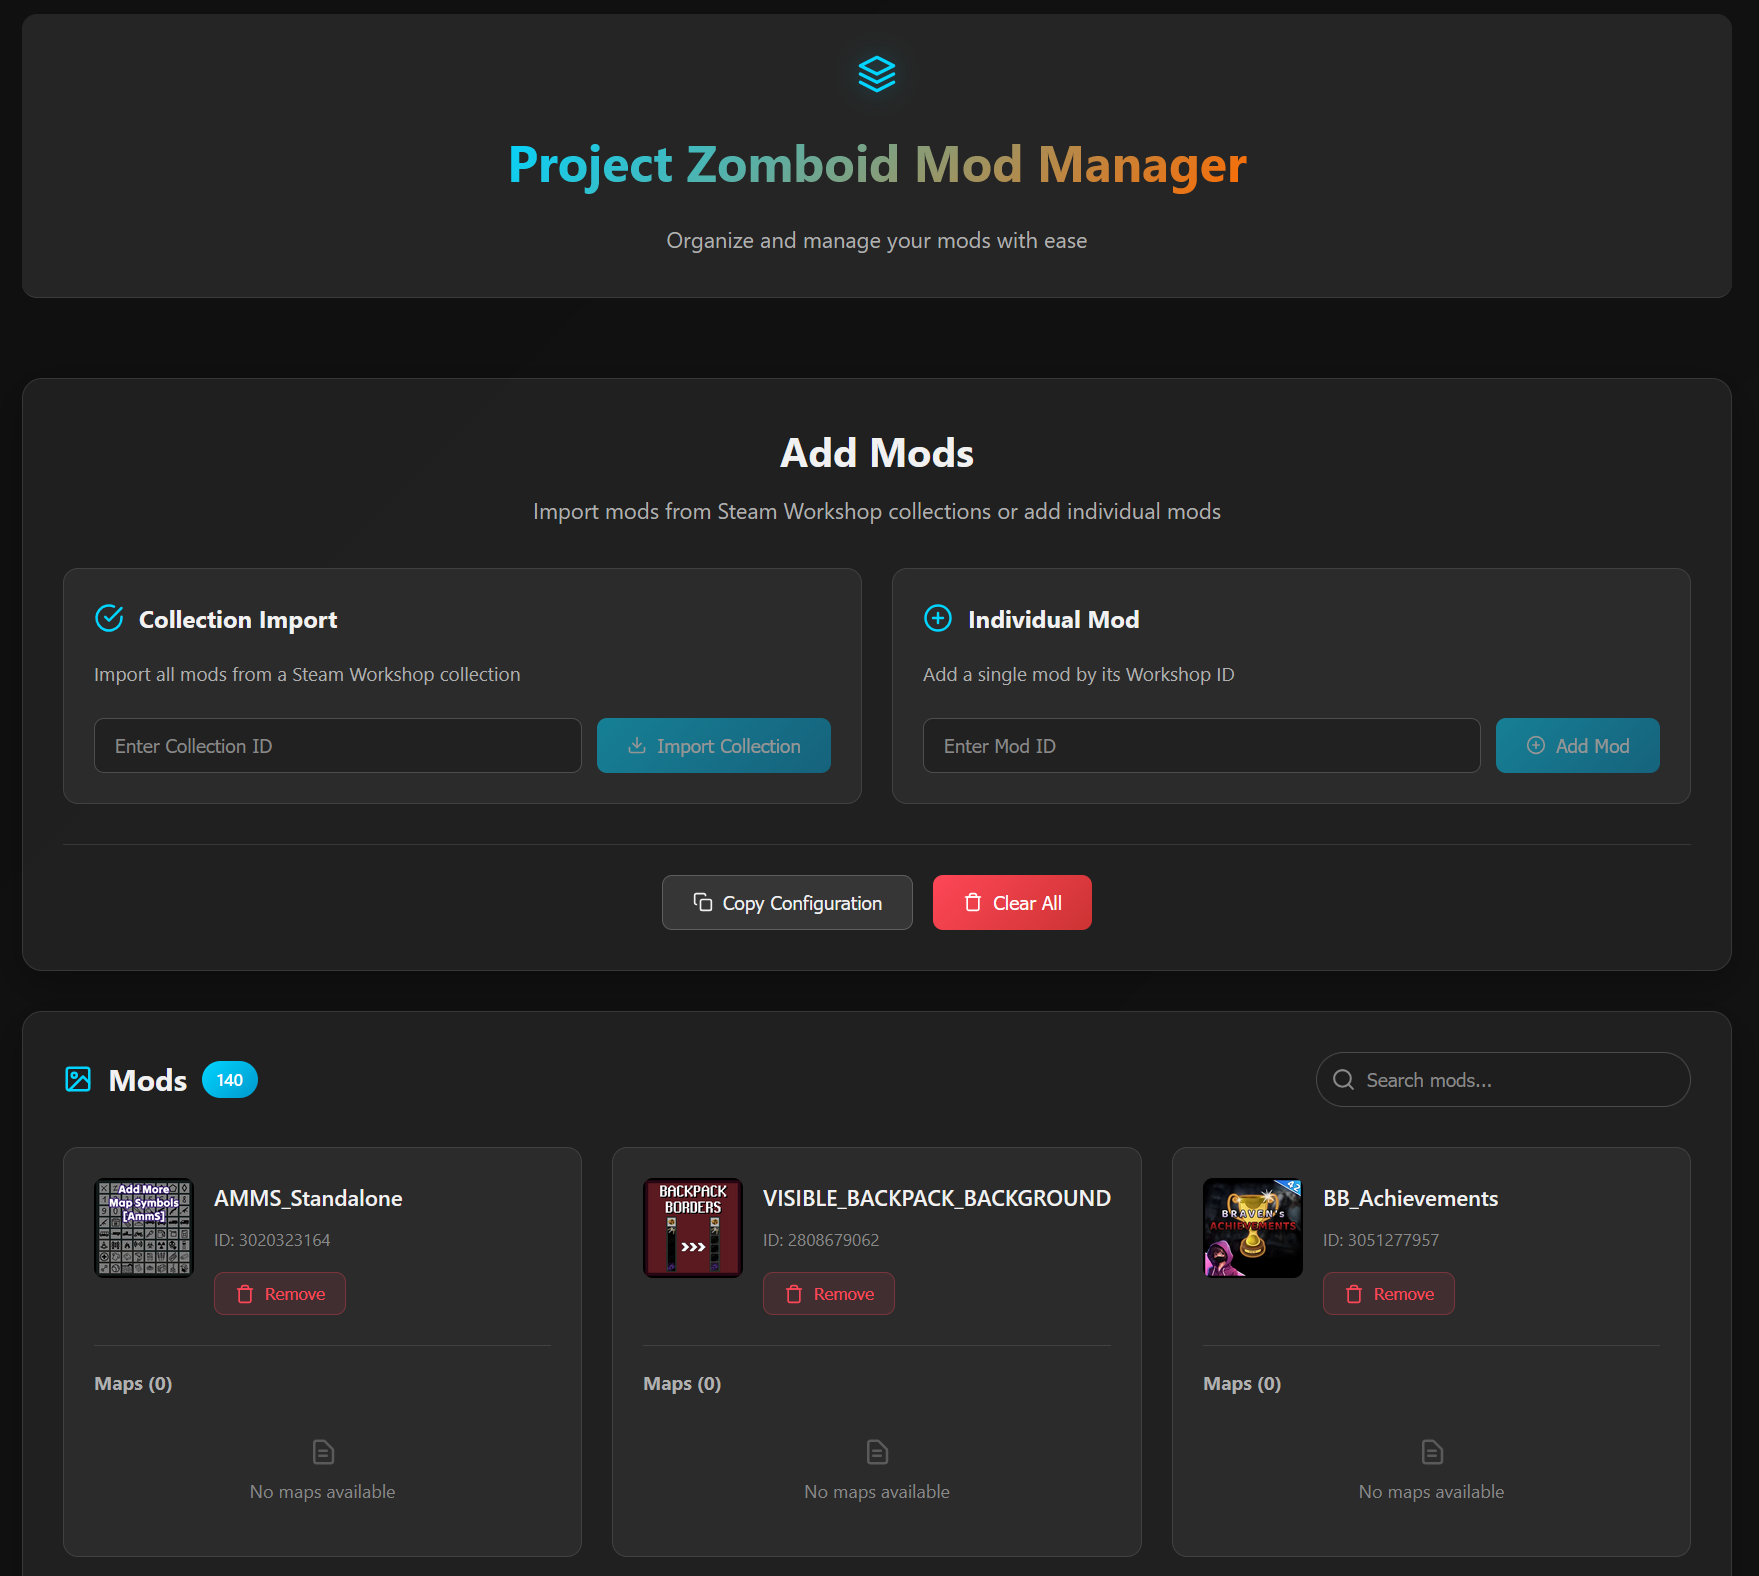 Project Zomboid Mod Manager
Organize and manage your mods with ease
Add Mods
Import mods from Steam Workshop collections or add individual mods
Collection Import
Import all mods from a Steam Workshop collection
Enter Collection ID
Import Collection
Individual Mod
Add a single mod by its Workshop ID
Enter Mod ID
Add Mod
Copy Configuration
Clear All
Mods
140
Search mods...
Add More
Map Symbols
[AmmS]
AMMS_Standalone
ID: 3020323164
Remove
Maps (0)
No maps available
BACKPACK
BORDERS
VISIBLE_BACKPACK_BACKGROUND
ID: 2808679062
Remove
Maps (0)
No maps available
42
BRAVEN's
ACHIEVEMENTS
BB_Achievements
ID: 3051277957
Remove
Maps (0)
No maps available